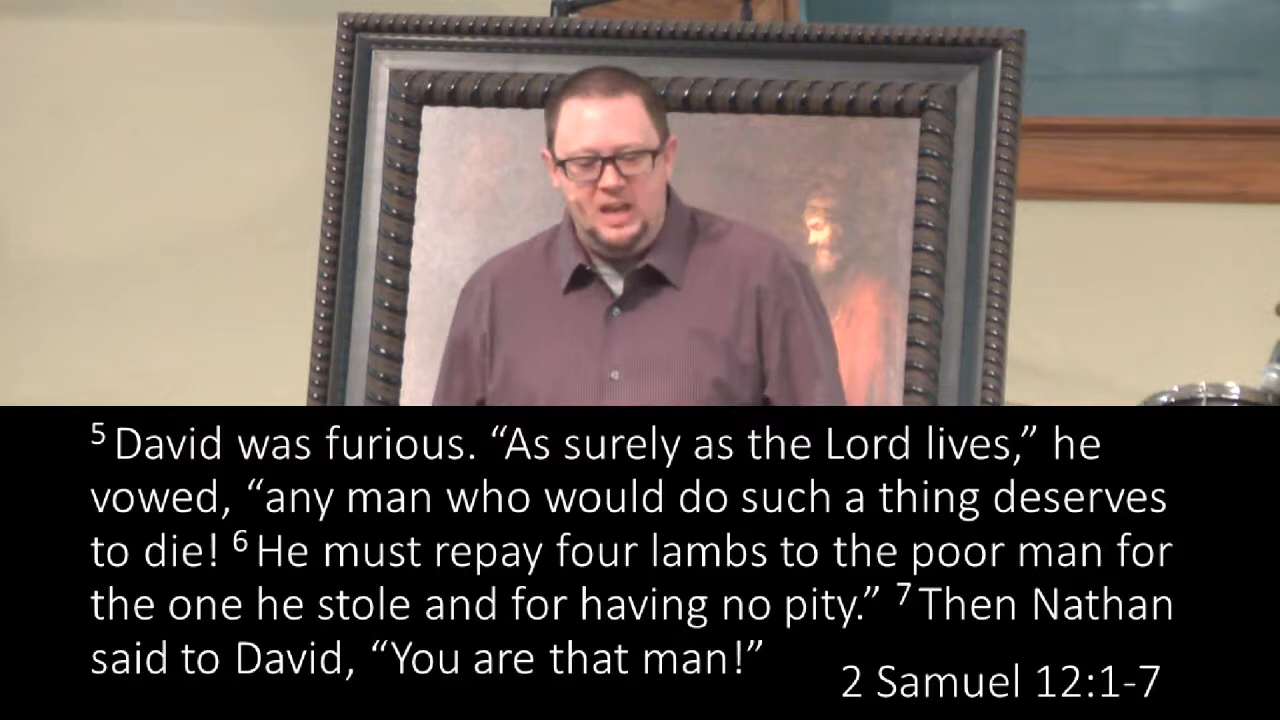 5 David was furious. “As surely as the Lord lives,” he
vowed, “any man who would do such a thing deserves
to die! 6 He must repay four lambs to the poor man for
the one he stole and for having no pity.” 7 Then Nathan
said to David, “You are that man!”
2 Samuel 12:1-7